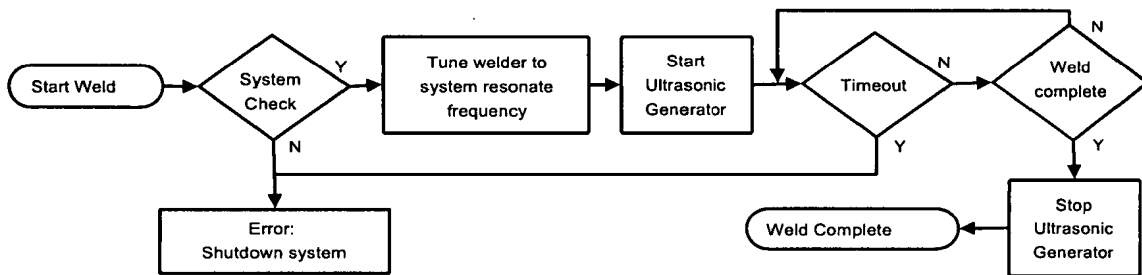 Start Weld
System
Check
Y
N
Tune welder to
system resonate
frequency
Start
Ultrasonic
Generator
Timeout
N
Y
Weld
complete
N
Y
Error:
Shutdown system
Stop
Ultrasonic
Generator
Weld Complete